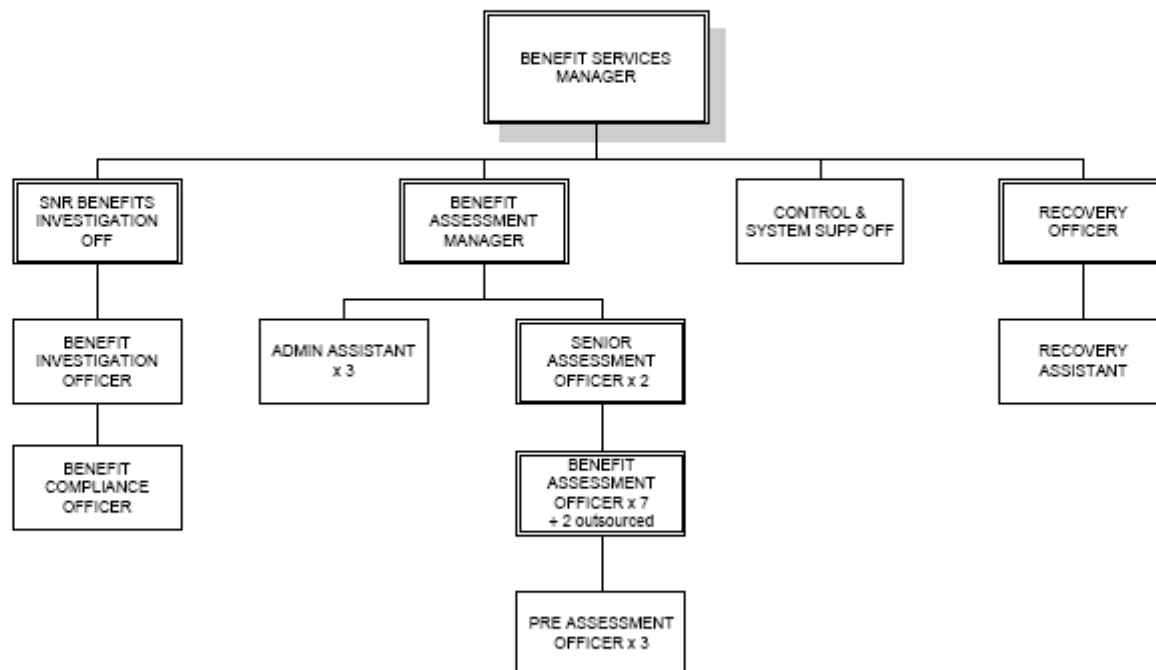 BENEFIT SERVICES
MANAGER
SNR BENEFITS
INVESTIGATION
OFF
BENEFIT
ASSESSMENT
MANAGER
CONTROL &
SYSTEM SUPP OFF
RECOVERY
OFFICER
BENEFIT
INVESTIGATION
OFFICER
ADMIN ASSISTANT
x 3
SENIOR
ASSESSMENT
OFFICER x 2
RECOVERY
ASSISTANT
BENEFIT
COMPLIANCE
OFFICER
BENEFIT
ASSESSMENT
OFFICER x 7
+ 2 outsourced
PRE ASSESSMENT
OFFICER x 3